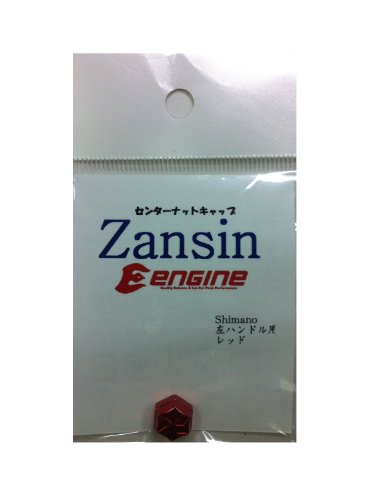 センターナットキャップ
Zansin
ENGINE
Shimano
左ハンドル用
レッド